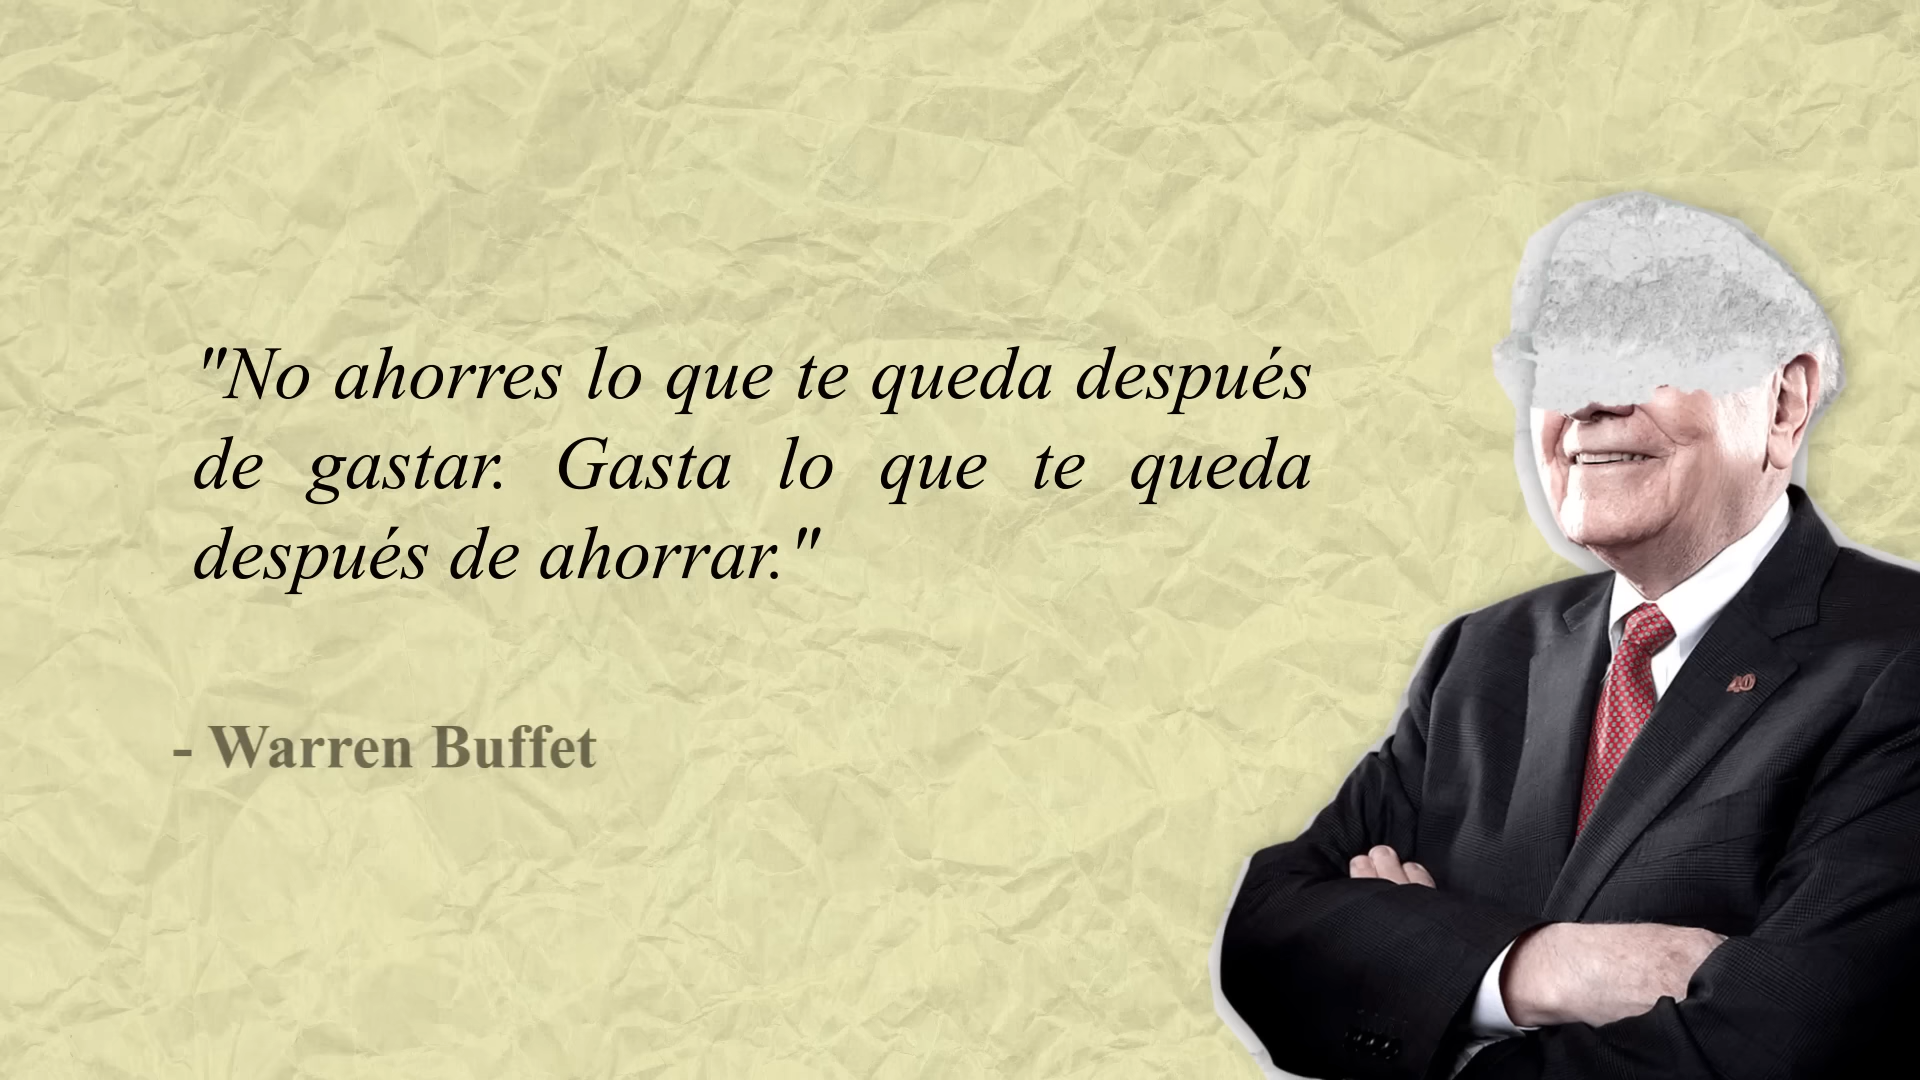 "No ahorres lo que te queda después
de gastar. Gasta lo que te queda
después de ahorrar."
- Warren Buffet
40